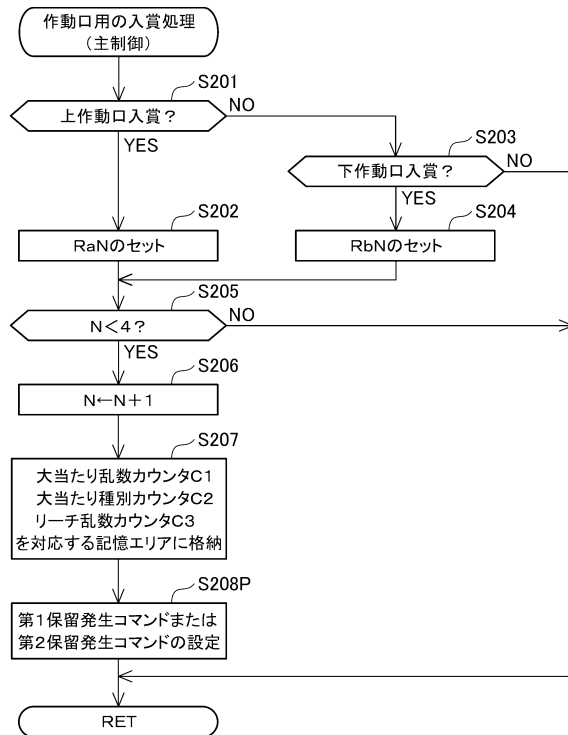 作動口用の入賞処理
（主制御）
S201
上作動口入賞？
NO
YES
S203
下作動口入賞？
NO
YES
S202
RaNのセット
S204
RbNのセット
S205
N＜4？
NO
YES
S206
N←N＋1
S207
大当たり乱数カウンタC1
大当たり種別カウンタC2
リーチ乱数カウンタC3
を対応する記憶エリアに格納
S208P
第1保留発生コマンドまたは
第2保留発生コマンドの設定
RET